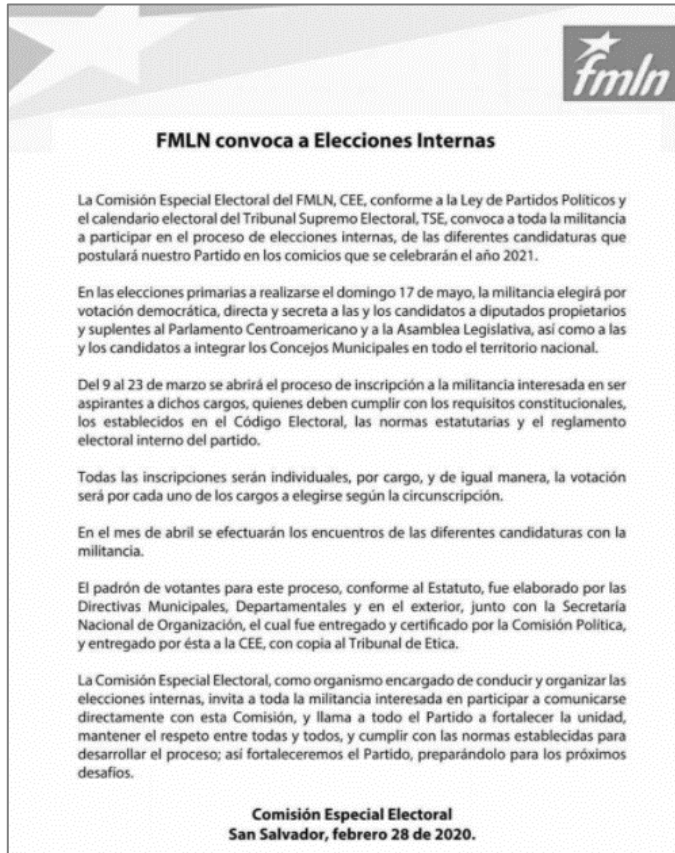 fmln
FMLN convoca a Elecciones Internas
La Comisión Especial Electoral del FMLN, CEE, conforme a la Ley de Partidos Políticos y
el calendario electoral del Tribunal Supremo Electoral, TSE, convoca a toda la militancia
a participar en el proceso de elecciones internas, de las diferentes candidaturas que
postulará nuestro Partido en los comicios que se celebrarán el año 2021.
En las elecciones primarias a realizarse el domingo 17 de mayo, la militancia elegirá por
votación democrática, directa y secreta a las y los candidatos a diputados propietarios
y suplentes al Parlamento Centroamericano y a la Asamblea Legislativa, así como a las
y los candidatos a integrar los Concejos Municipales en todo el territorio nacional.
Del 9 al 23 de marzo se abrirá el proceso de inscripción a la militancia interesada en ser
aspirantes a dichos cargos, quienes deben cumplir con los requisitos constitucionales,
los establecidos en el Código Electoral, las normas estatutarias y el reglamento
electoral interno del partido.
Todas las inscripciones serán individuales, por cargo, y de igual manera, la votación
será por cada uno de los cargos a elegirse según la circunscripción.
En el mes de abril se efectuarán los encuentros de las diferentes candidaturas con la
militancia.
El padrón de votantes para este proceso, conforme al Estatuto, fue elaborado por las
Directivas Municipales, Departamentales y en el exterior, junto con la Secretaría
Nacional de Organización, el cual fue entregado y certificado por la Comisión Política,
y entregado por ésta a la CEE, con copia al Tribunal de Etica.
La Comisión Especial Electoral, como organismo encargado de conducir y organizar las
elecciones internas, invita a toda la militancia interesada en participar a comunicarse
directamente con esta Comisión, y llama a todo el Partido a fortalecer la unidad,
mantener el respeto entre todas y todos, y cumplir con las normas establecidas para
desarrollar el proceso; así fortaleceremos el Partido, preparándolo para los próximos
desafíos.
Comisión Especial Electoral
San Salvador, febrero 28 de 2020.